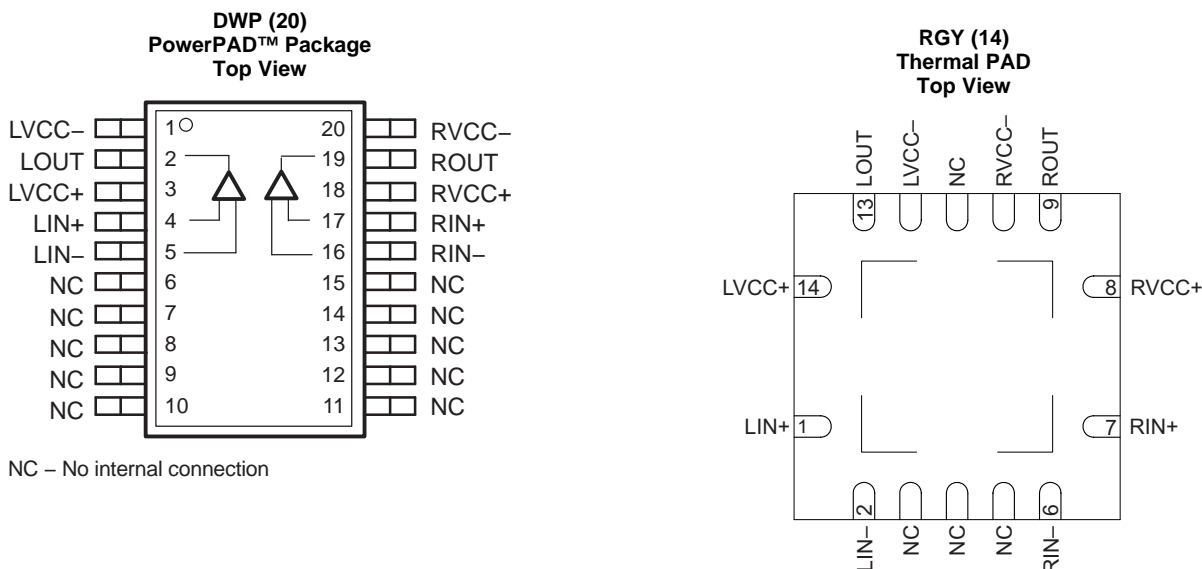 DWP (20)
PowerPAD™ Package
Top View
LVCC− 1 20 RVCC−
LOUT 2 19 ROUT
LVCC+ 3 18 RVCC+
LIN+ 4 17 RIN+
LIN− 5 16 RIN−
NC 6 15 NC
NC 7 14 NC
NC 8 13 NC
NC 9 12 NC
NC 10 11 NC
NC − No internal connection
RGY (14)
Thermal PAD
Top View
LOUT LVCC− NC RVCC− ROUT
13 9
LVCC+ 14 8 RVCC+
LIN+ 1 7 RIN+
2 6
LIN− NC NC NC RIN−